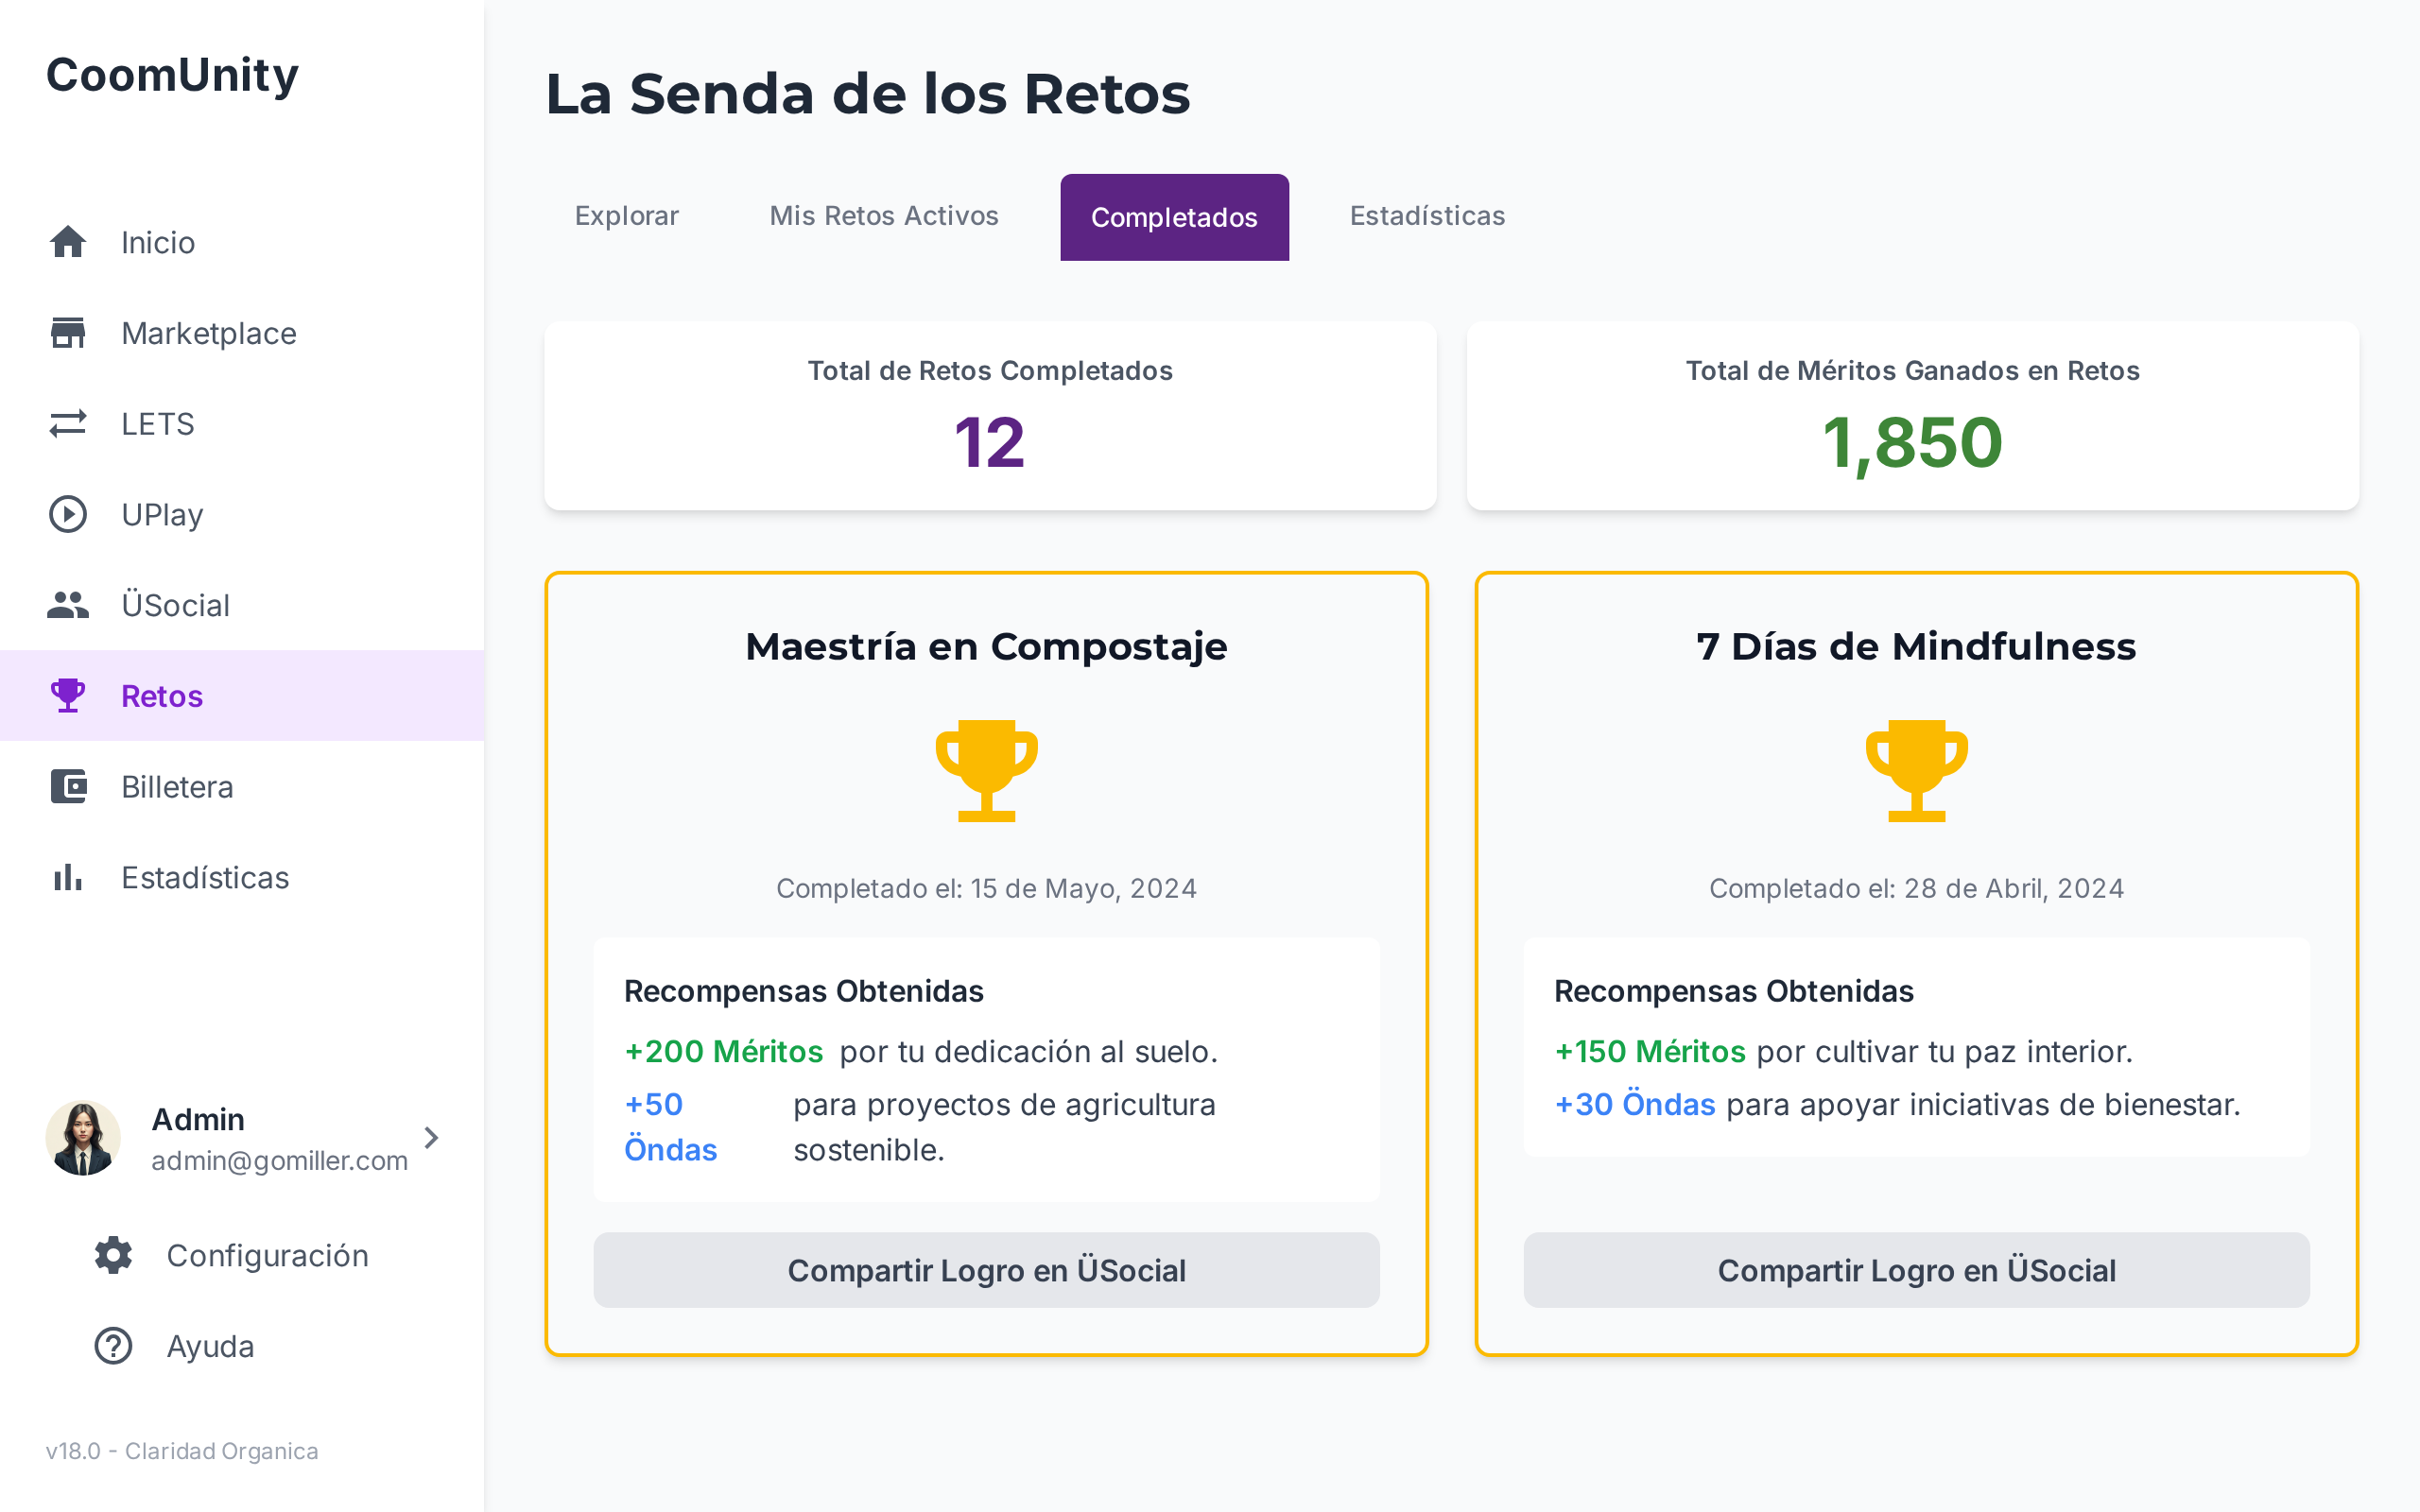 CoomUnity
Inicio
Marketplace
LETS
UPlay
ÜSocial
Retos
Billetera
Estadísticas
Admin
admin@gomiller.com
Configuración
Ayuda
v18.0 - Claridad Organica
La Senda de los Retos
Explorar
Mis Retos Activos
Completados
Estadísticas
Total de Retos Completados
12
Total de Méritos Ganados en Retos
1,850
Maestría en Compostaje
Completado el: 15 de Mayo, 2024
Recompensas Obtenidas
+200 Méritos por tu dedicación al suelo.
+50 Öndas para proyectos de agricultura
sostenible.
Compartir Logro en ÜSocial
7 Días de Mindfulness
Completado el: 28 de Abril, 2024
Recompensas Obtenidas
+150 Méritos por cultivar tu paz interior.
+30 Öndas para apoyar iniciativas de bienestar.
Compartir Logro en ÜSocial